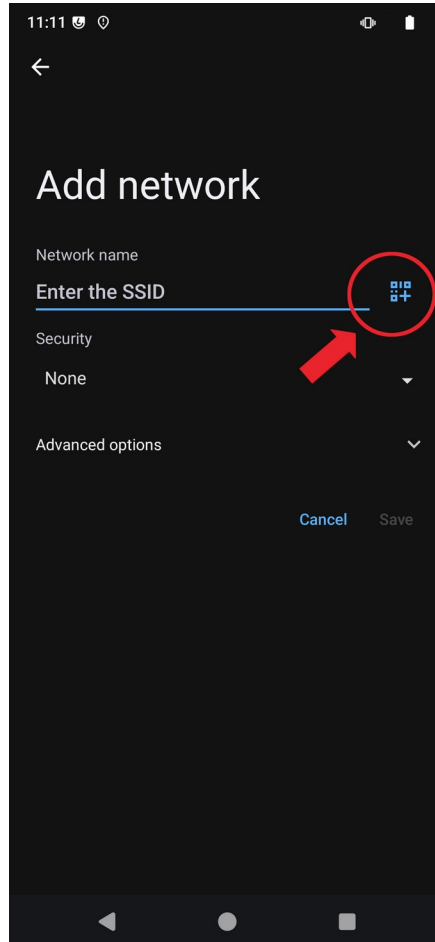 11:11
Add network
Network name
Enter the SSID
Security
None
Advanced options
Cancel Save